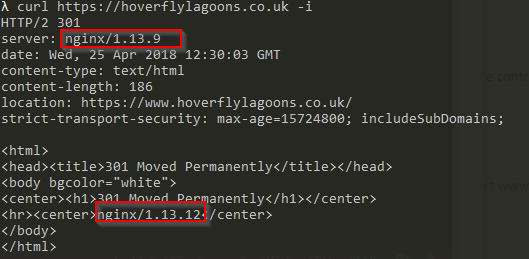 λ curl https://hoverflylagoons.co.uk -i
HTTP/2 301
server: nginx/1.13.9
date: Wed, 25 Apr 2018 12:30:03 GMT
content-type: text/html
content-length: 186
location: https://www.hoverflylagoons.co.uk/
strict-transport-security: max-age=15724800; includeSubDomains;
<html>
<head><title>301 Moved Permanently</title></head>
<body bgcolor="white">
<center><h1>301 Moved Permanently</h1></center>
<hr><center>nginx/1.13.12</center>
</body>
</html>